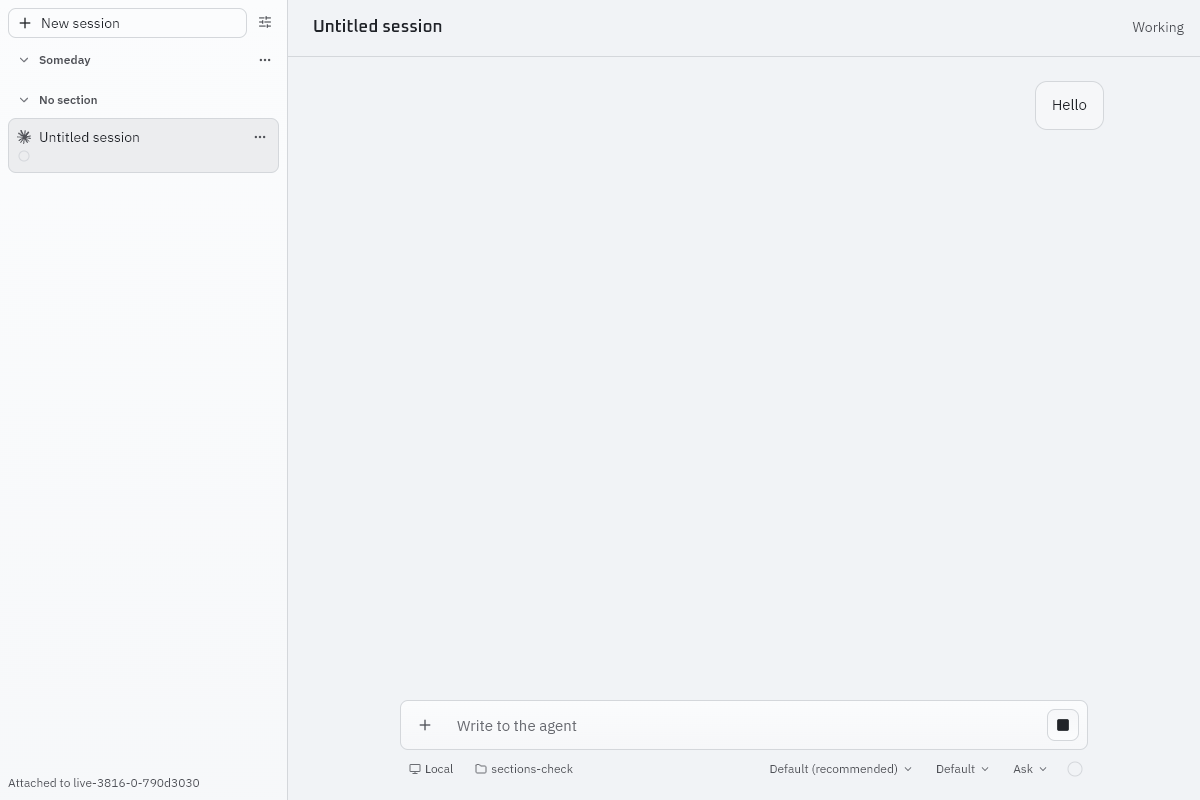 New session
Someday
No section
Untitled session
Attached to live-3816-0-790d3030
Untitled session
Working
Hello
Write to the agent
Local
sections-check
Default (recommended)
Default
Ask